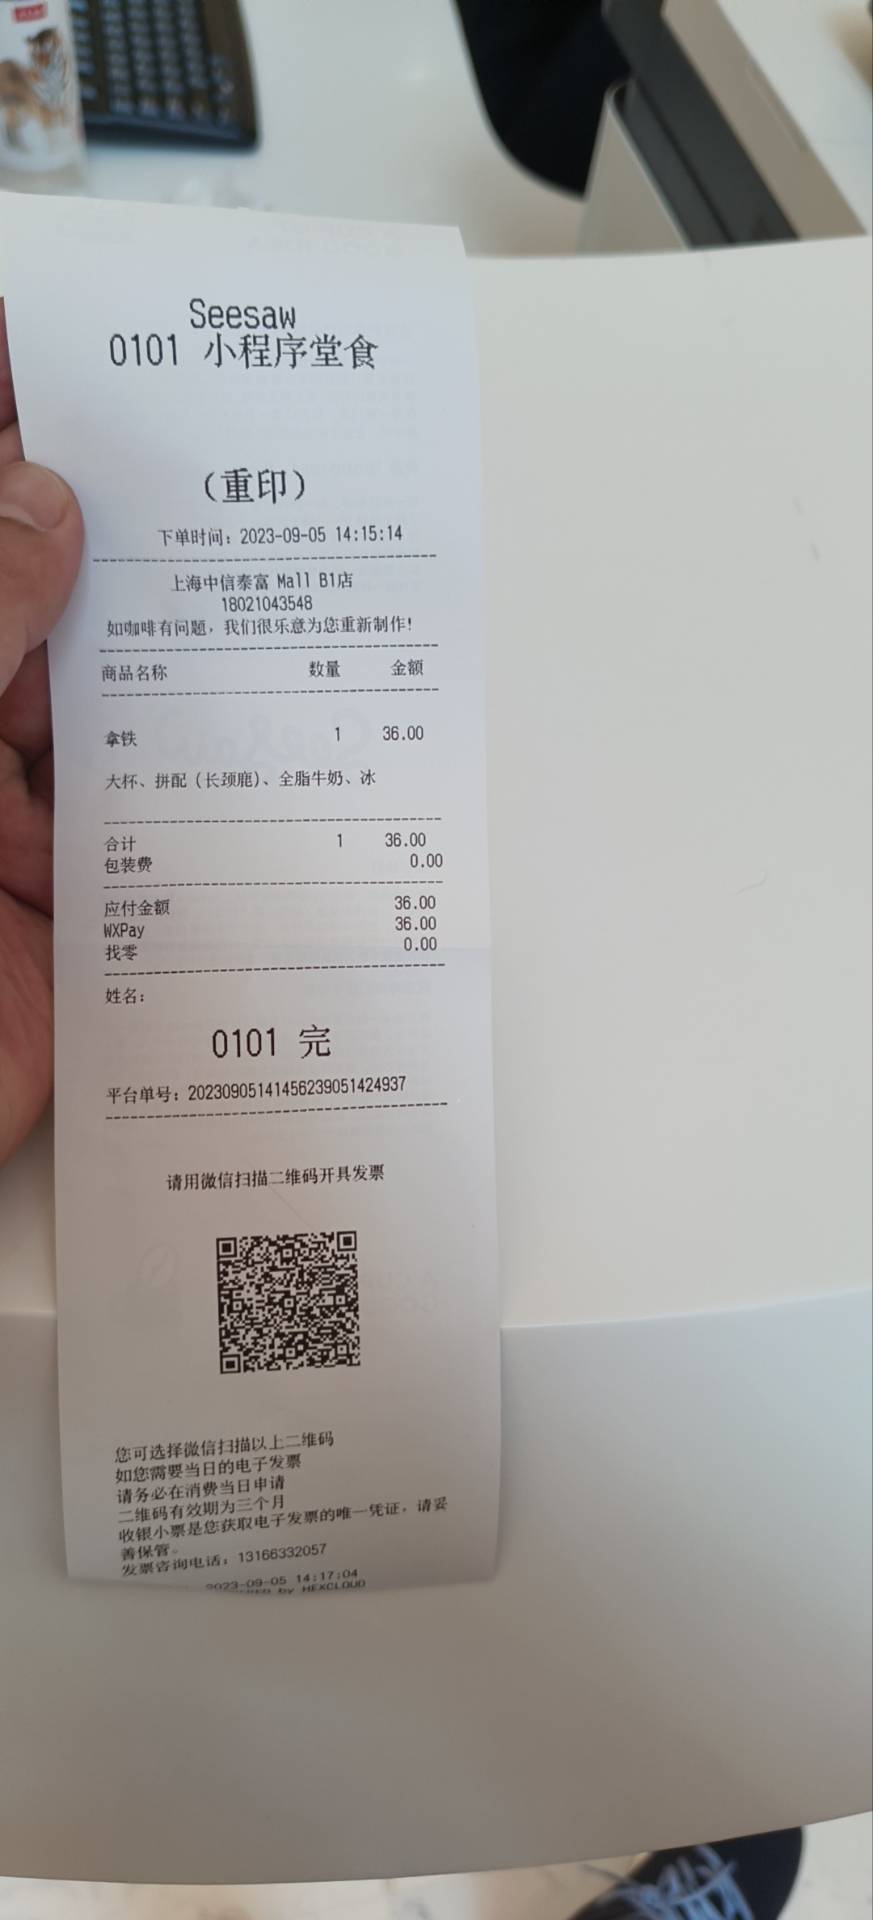 Seesaw
0101 小程序堂食
（重印）
下单时间：2023-09-05 14:15:14
上海中信泰富 Mall B1店
18021043548
如咖啡有问题，我们很乐意为您重新制作!
商品名称 数量 金额
拿铁 1 36.00
大杯、拼配（长颈鹿）、全脂牛奶、冰
合计 1 36.00
包装费 0.00
应付金额 36.00
WXPay 36.00
找零 0.00
姓名：
0101 完
平台单号：20230905141456239051424937
请用微信扫描二维码开具发票
您可选择微信扫描以上二维码
如您需要当日的电子发票
请务必在消费当日申请
二维码有效期为三个月
收银小票是您获取电子发票的唯一凭证，请妥
善保管。
发票咨询电话：13166332057
2023-09-05 14:17:04
by HEXCLOUD